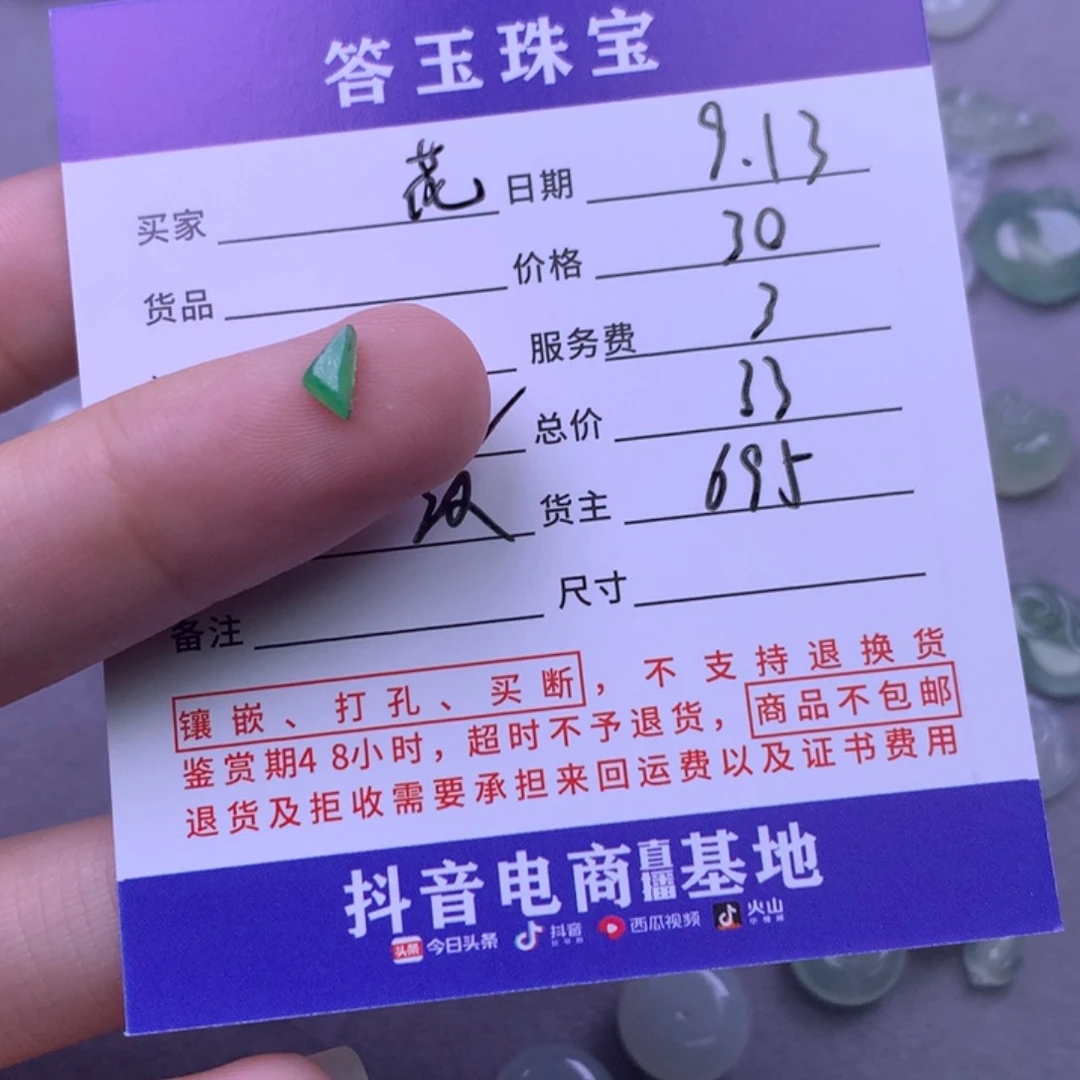 答玉珠宝
买家 花 日期 9.13
货品 价格 30
服务费 3
总价 33
汉 货主 695
备注 尺寸
镶嵌、打孔、买断，不支持退换货
鉴赏期48小时，超时不予退货，商品不包邮
退货及拒收需要承担来回运费以及证书费用
抖音电商直播基地
头条 今日头条 抖音 西瓜视频 火山